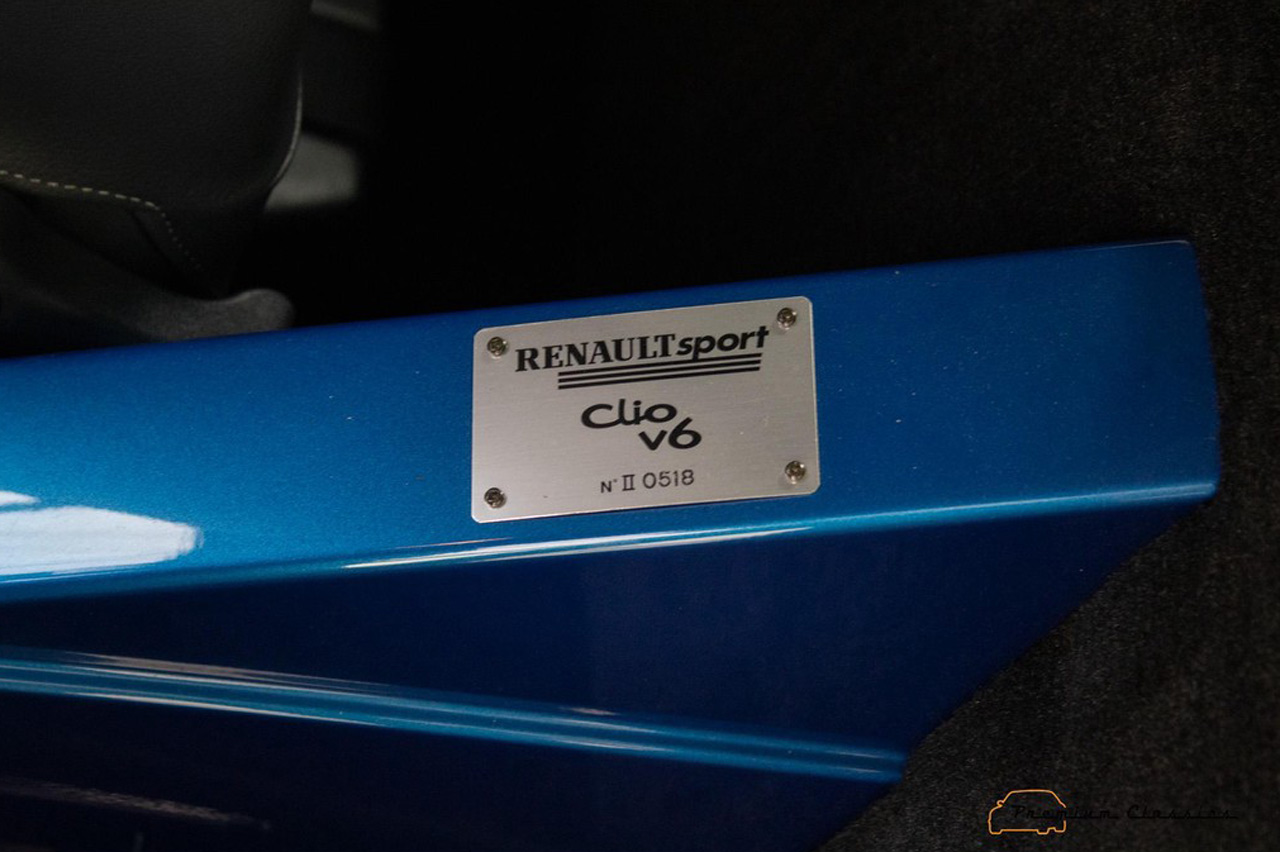 RENAULTsport
Clio
v6
N° II 0518
Premium Classics